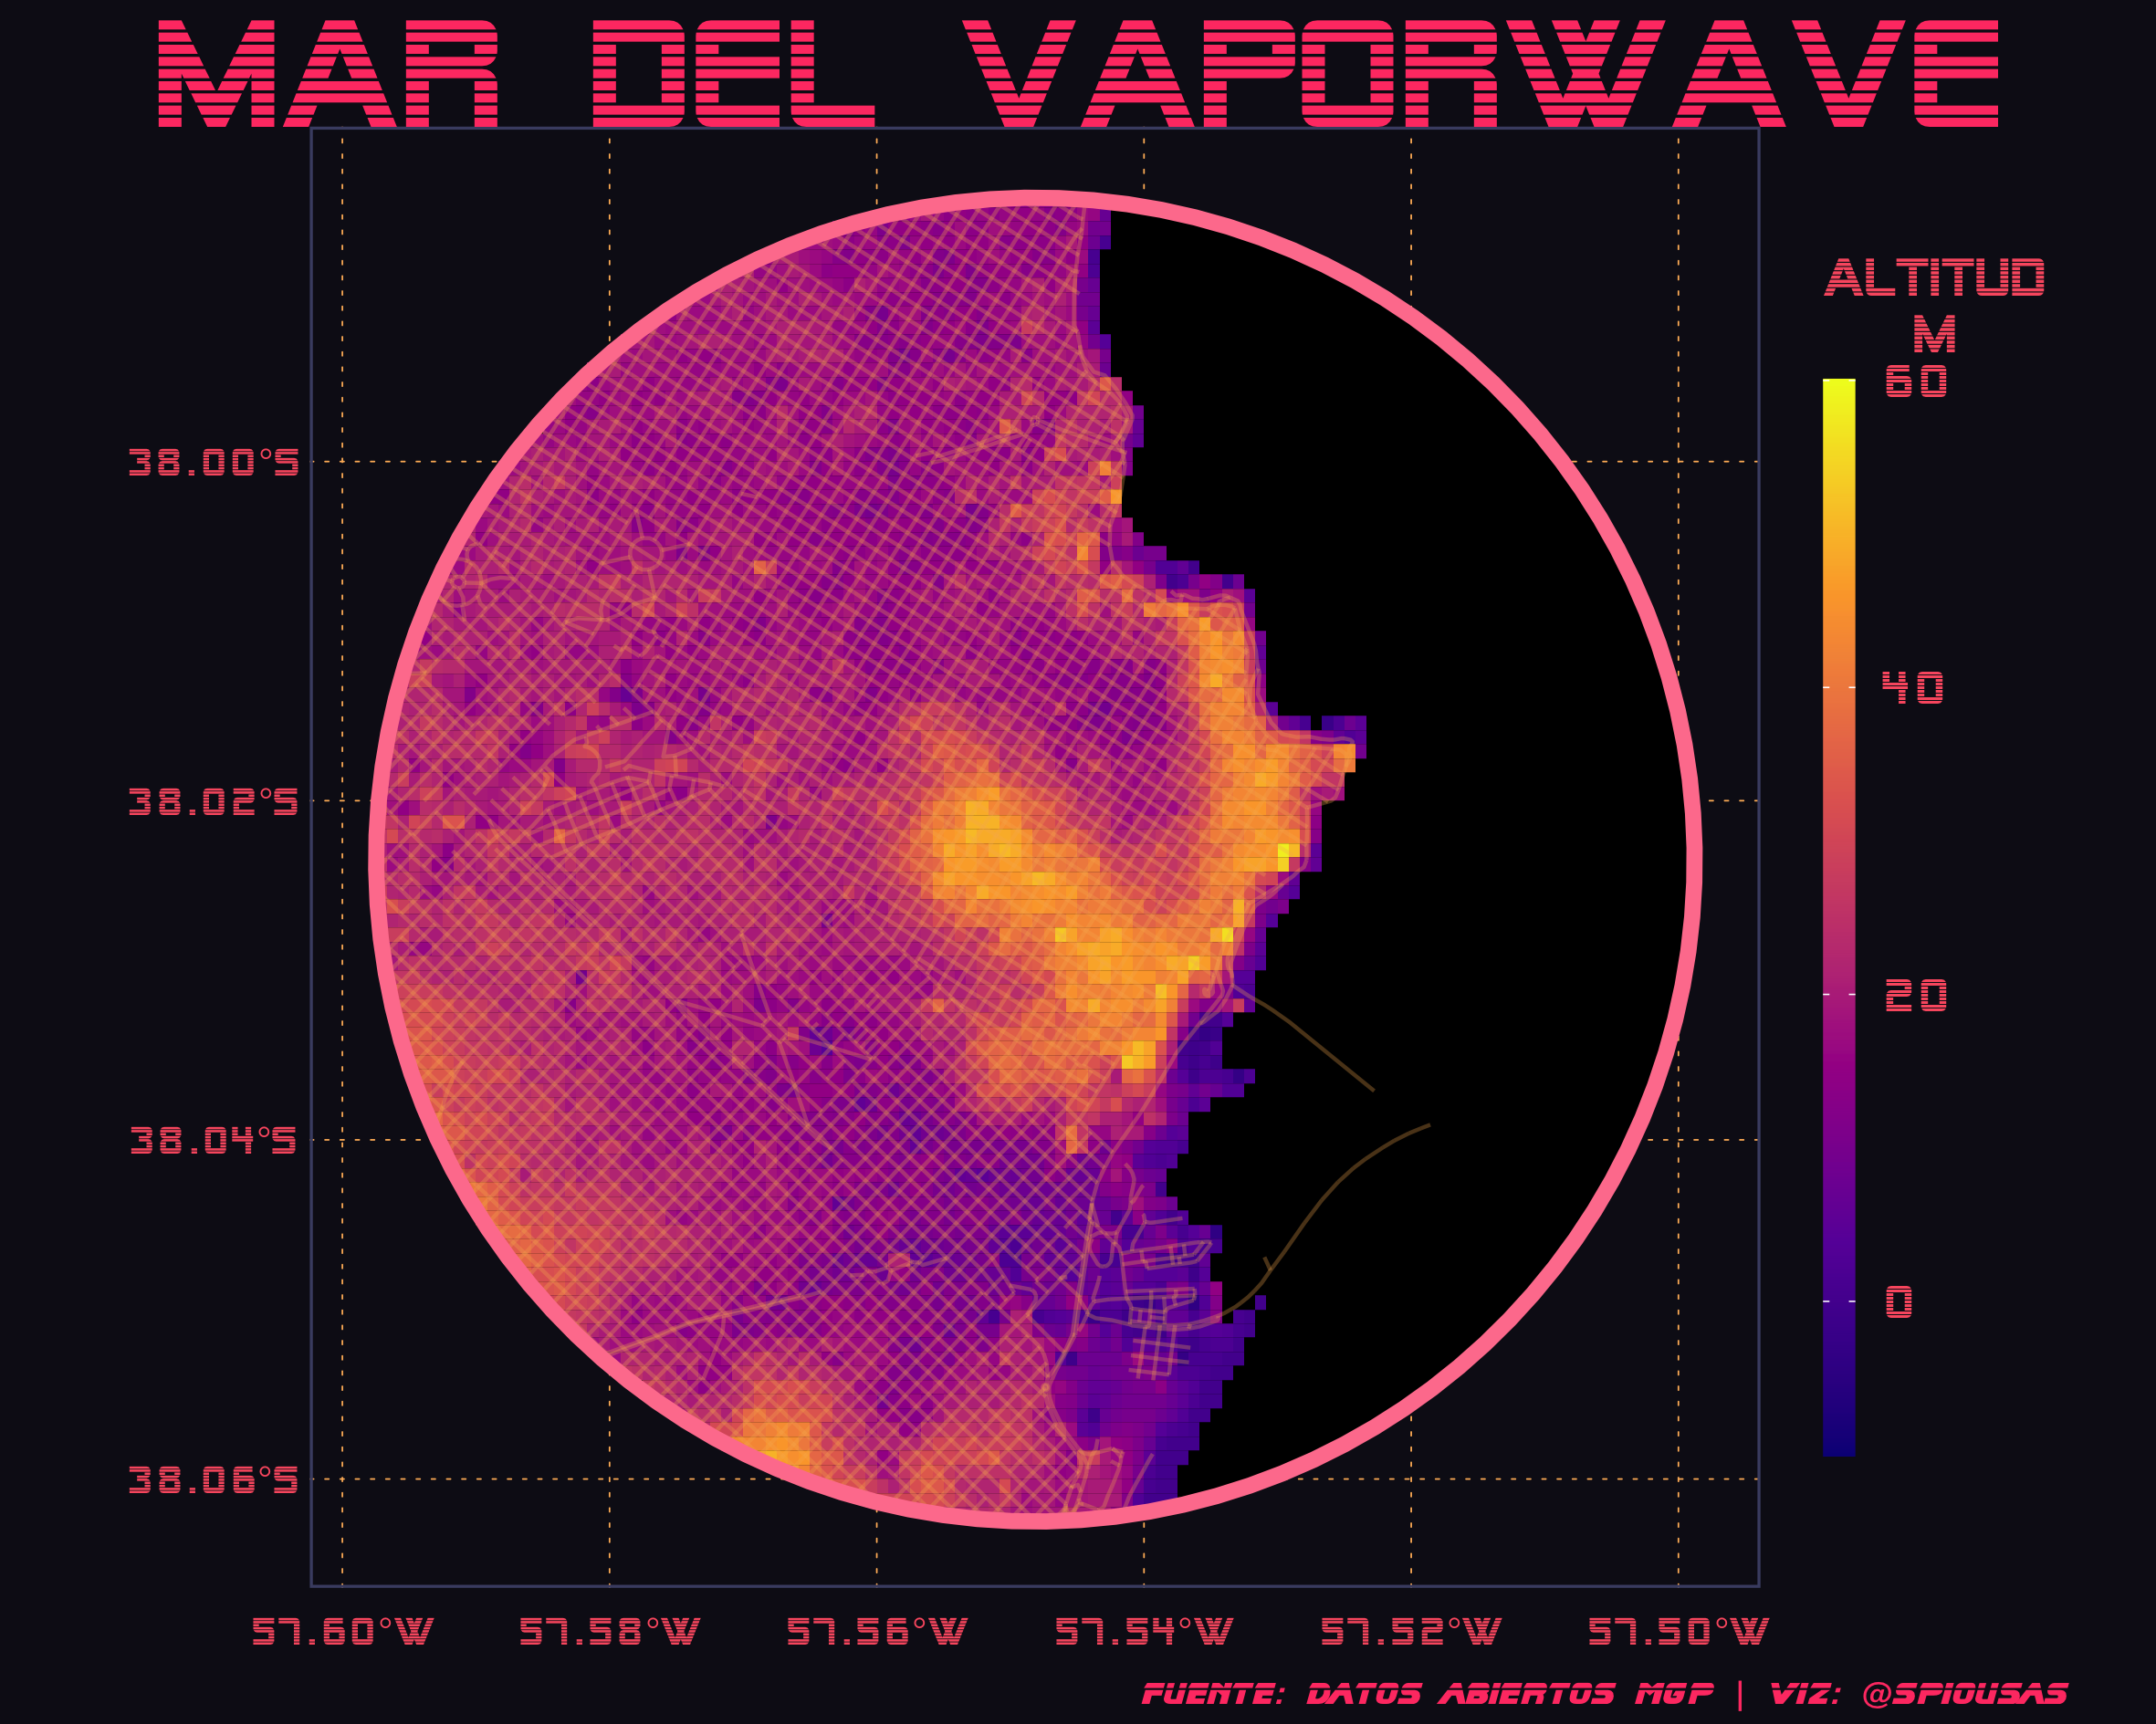 MAR DEL VAPORWAVE
ALTITUD
M
60
40
20
0
38.00°S
38.02°S
38.04°S
38.06°S
57.60°W 57.58°W 57.56°W 57.54°W 57.52°W 57.50°W
FUENTE: DATOS ABIERTOS MGP | VIZ: @SPIOUSAS